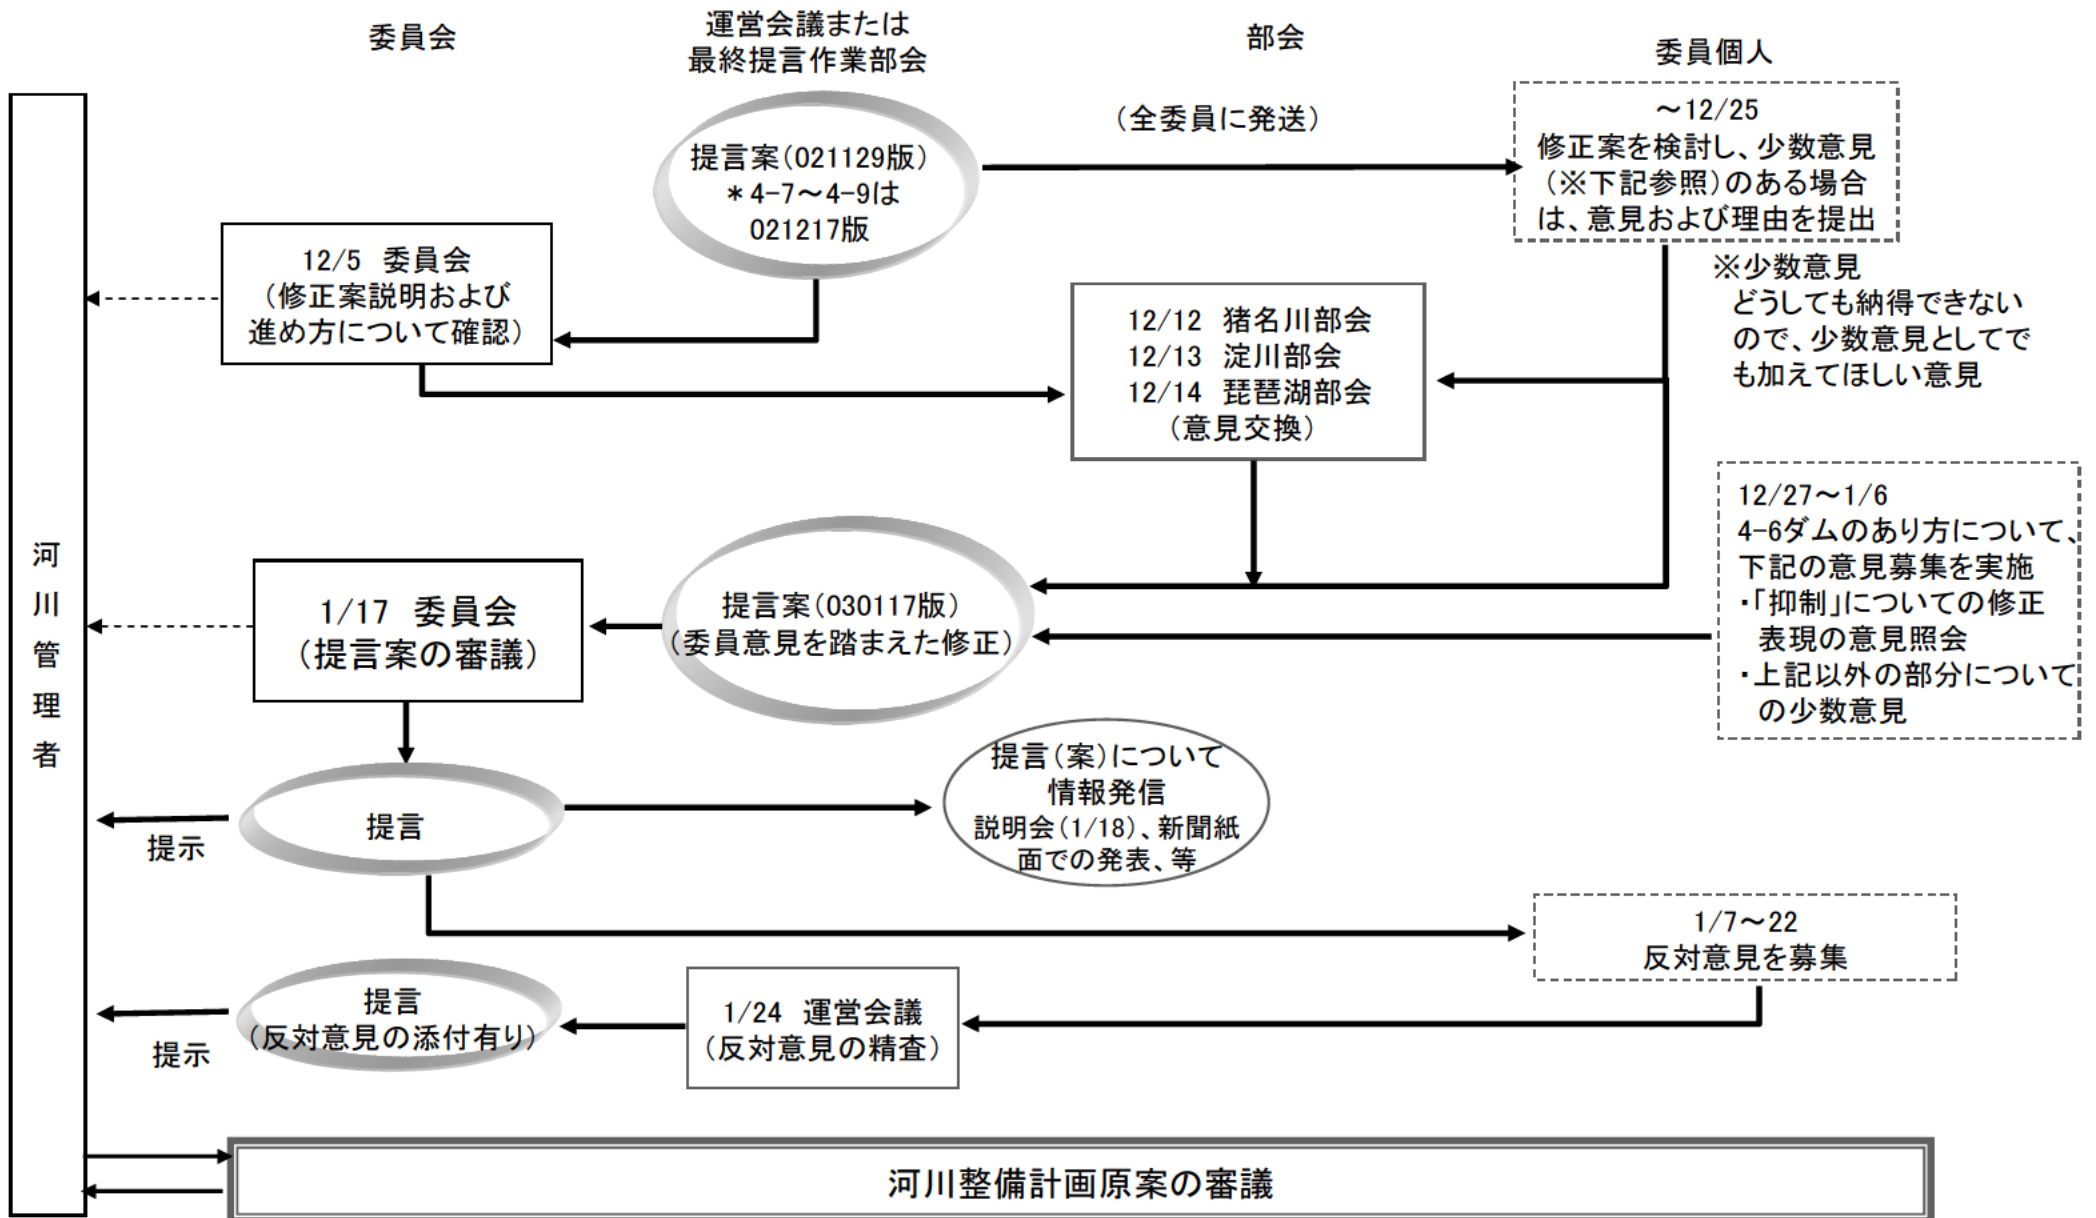 委員会
運営会議または
最終提言作業部会
部会
委員個人
(全委員に発送)
提言案(021129版)
＊4-7～4-9は
021217版
～12/25
修正案を検討し、少数意見
(※下記参照)のある場合
は、意見および理由を提出
※少数意見
どうしても納得できない
ので、少数意見としてで
も加えてほしい意見
12/5 委員会
(修正案説明および
進め方について確認)
12/12 猪名川部会
12/13 淀川部会
12/14 琵琶湖部会
(意見交換)
12/27～1/6
4-6ダムのあり方について、
下記の意見募集を実施
・「抑制」についての修正
表現の意見照会
・上記以外の部分について
の少数意見
河川管理者
1/17 委員会
(提言案の審議)
提言案(030117版)
(委員意見を踏まえた修正)
提言(案)について
情報発信
説明会(1/18)、新聞紙
面での発表、等
提言
提示
1/7～22
反対意見を募集
提言
(反対意見の添付有り)
提示
1/24 運営会議
(反対意見の精査)
河川整備計画原案の審議